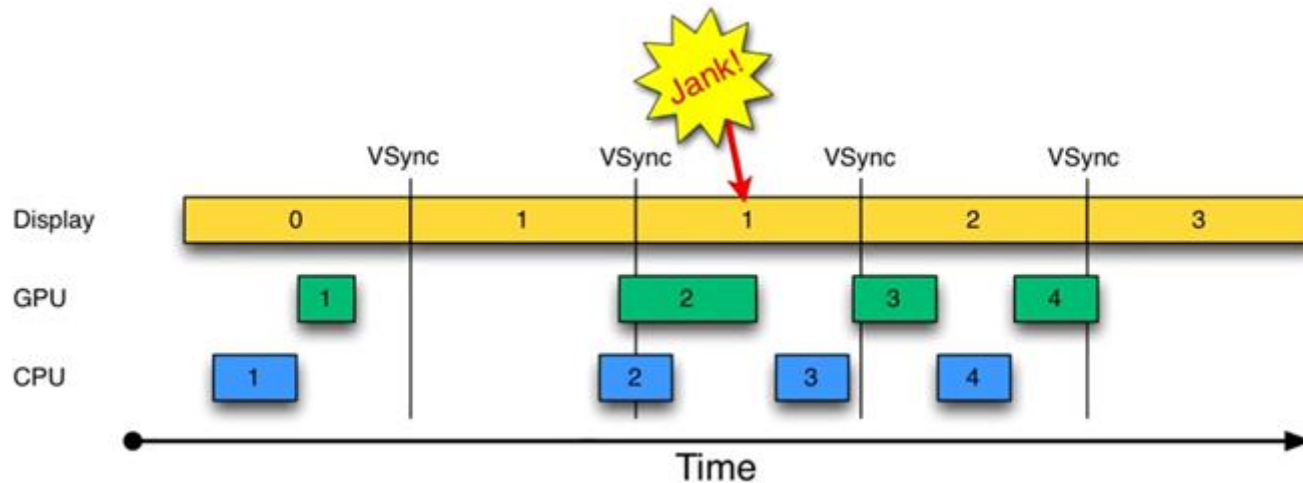 Jank!
VSync VSync VSync VSync
Display 0 1 1 2 3
GPU 1 2 3 4
CPU 1 2 3 4
Time